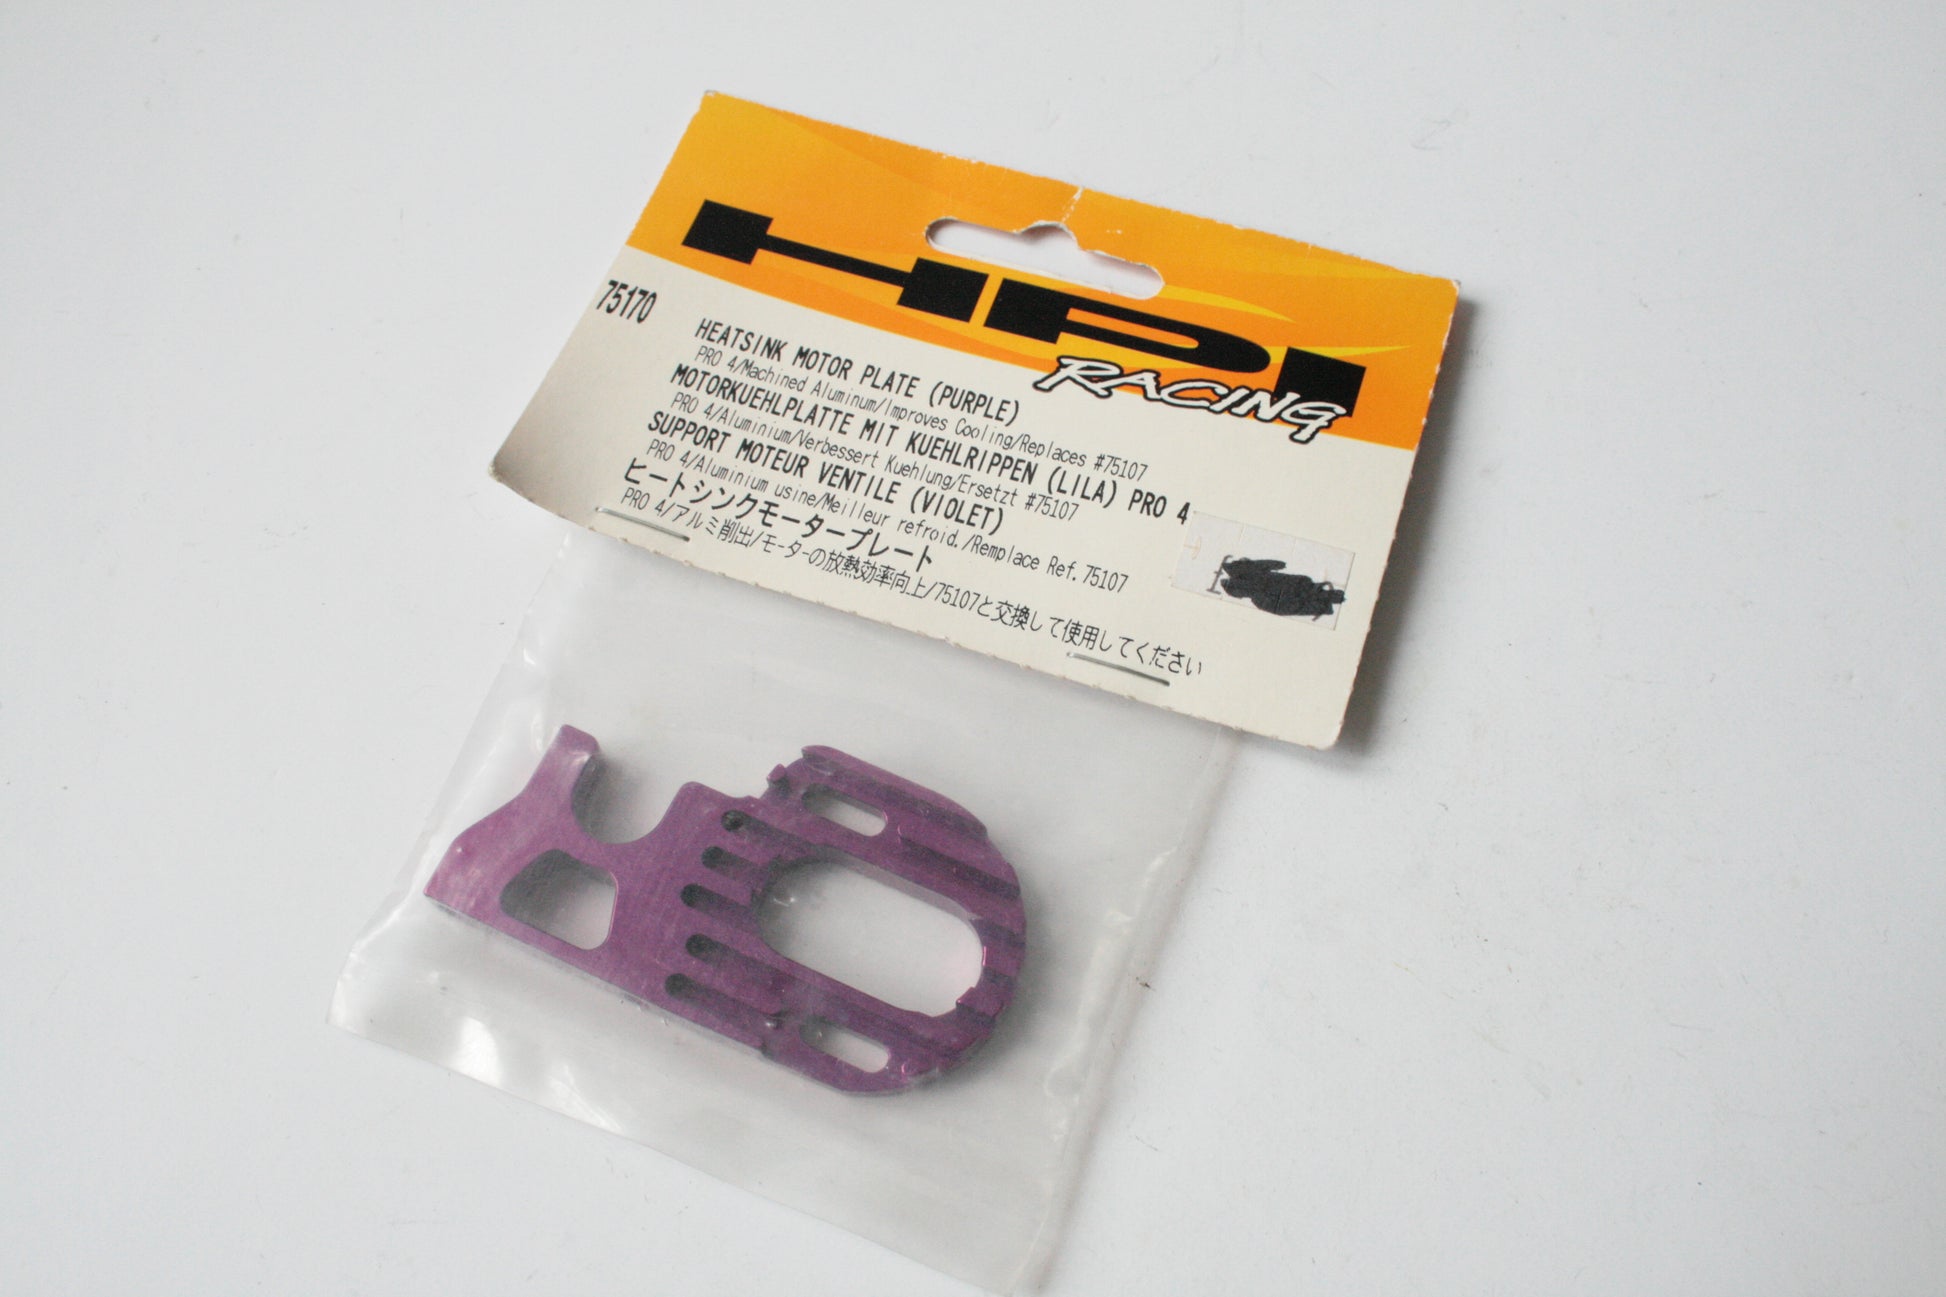 HPI
RACING
75170
HEATSINK MOTOR PLATE (PURPLE)
PRO 4/Machined Aluminum/Improves Cooling/Replaces #75107
MOTORKUEHLPLATTE MIT KUEHLRIPPEN (LILA) PRO 4
PRO 4/Aluminium/Verbessert Kuehlung/Ersetzt #75107
SUPPORT MOTEUR VENTILE (VIOLET)
PRO 4/Aluminium usine/Meilleur refroid./Remplace Ref. 75107
ヒートシンクモータープレート
PRO 4/アルミ削出/モーターの放熱効率向上/75107と交換して使用してください